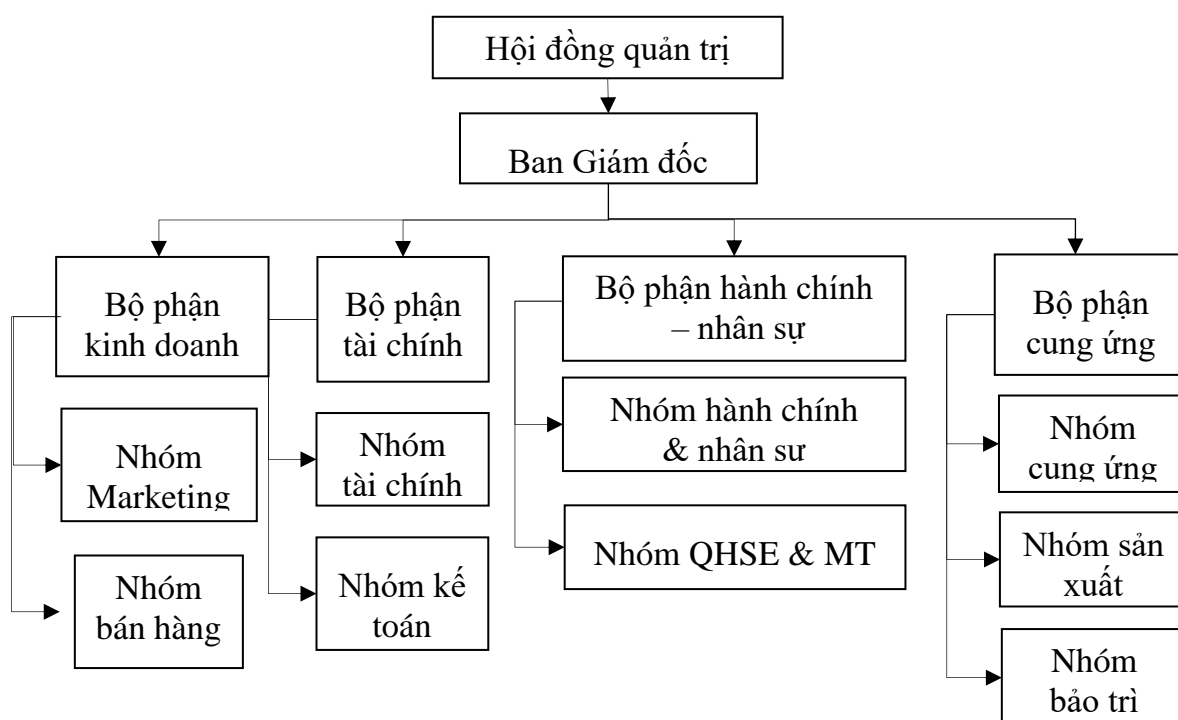 Hội đồng quản trị
Ban Giám đốc
Bộ phận
kinh doanh
Bộ phận
tài chính
Bộ phận hành chính
– nhân sự
Bộ phận
cung ứng
Nhóm
Marketing
Nhóm
tài chính
Nhóm hành chính
& nhân sư
Nhóm
cung ứng
Nhóm
bán hàng
Nhóm kế
toán
Nhóm QHSE & MT
Nhóm sản
xuất
Nhóm
bảo trì